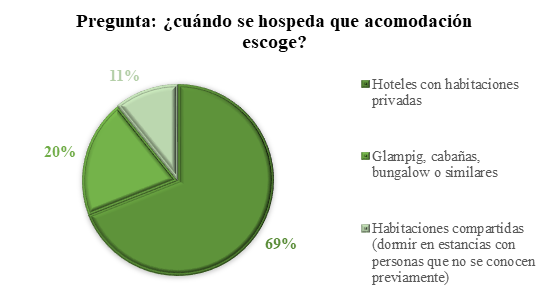 Pregunta: ¿cuándo se hospeda que acomodación
escoge?
11%
20%
69%
Hoteles con habitaciones
privadas
Glampig, cabañas,
bungalow o similares
Habitaciones compartidas
(dormir en estancias con
personas que no se conocen
previamente)